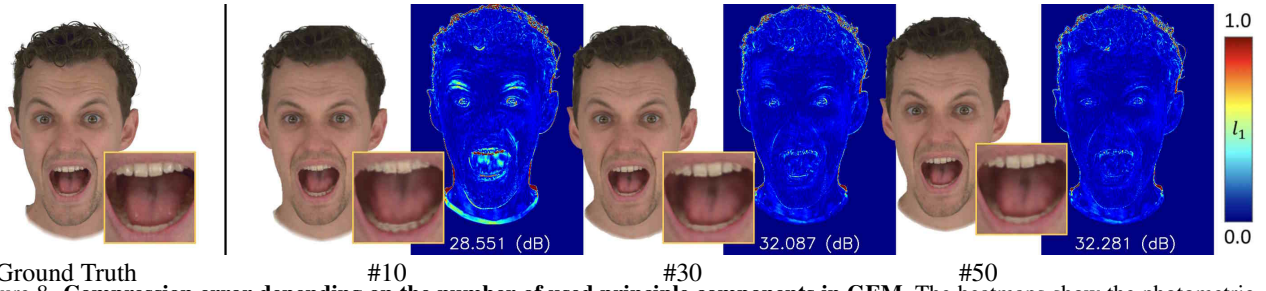 1.0
l1
0.0
28.551 (dB)
32.087 (dB)
32.281 (dB)
Ground Truth
#10
#30
#50
8. Compression error depending on the number of used principle components in GEM. The heatmaps show the photometric